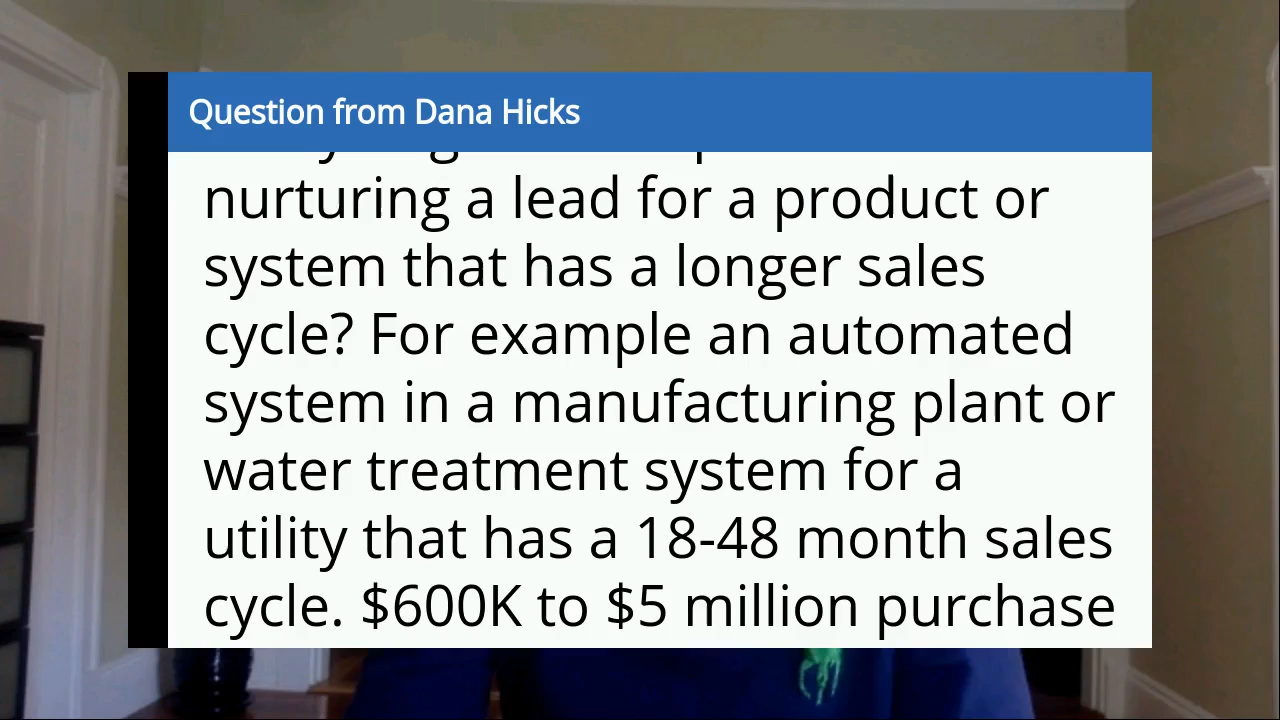 Question from Dana Hicks
nurturing a lead for a product or
system that has a longer sales
cycle? For example an automated
system in a manufacturing plant or
water treatment system for a
utility that has a 18-48 month sales
cycle. $600K to $5 million purchase